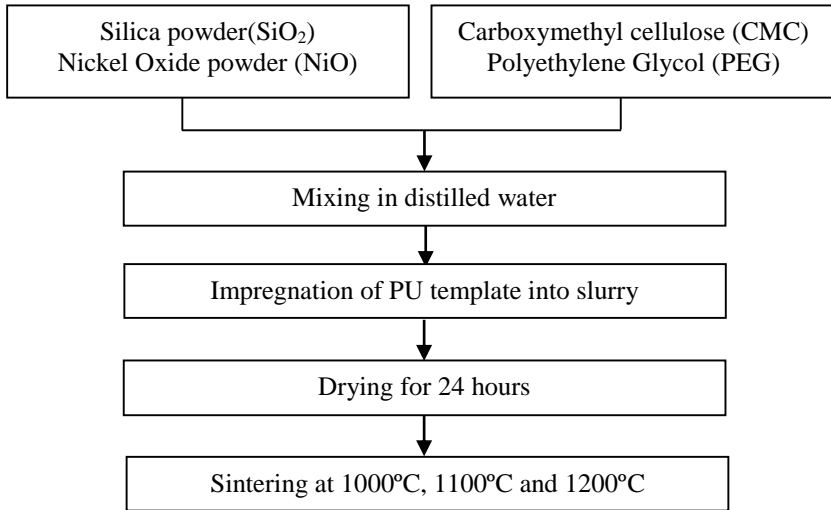 Silica powder(SiO₂)
Nickel Oxide powder (NiO)
Carboxymethyl cellulose (CMC)
Polyethylene Glycol (PEG)
Mixing in distilled water
Impregnation of PU template into slurry
Drying for 24 hours
Sintering at 1000ºC, 1100ºC and 1200ºC